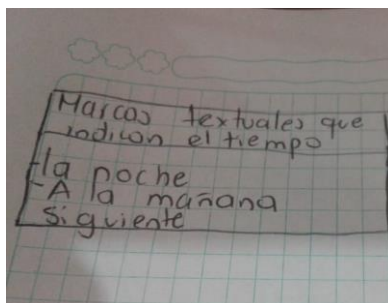 Marcas textuales que
indican el tiempo
-la noche
-A la mañana
siguiente